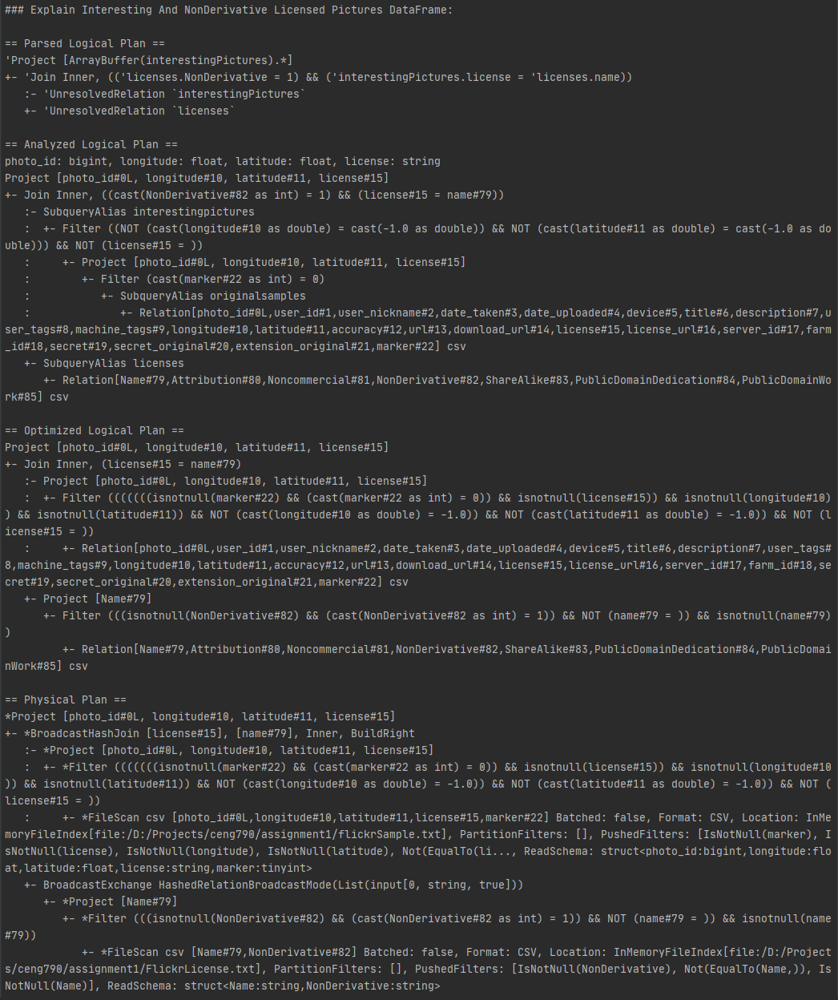 ### Explain Interesting And NonDerivative Licensed Pictures DataFrame:

== Parsed Logical Plan ==
'Project [ArrayBuffer(interestingPictures).*]
+- 'Join Inner, (('licenses.NonDerivative = 1) && ('interestingPictures.license = 'licenses.name))
   :- 'UnresolvedRelation `interestingPictures`
   +- 'UnresolvedRelation `licenses`

== Analyzed Logical Plan ==
photo_id: bigint, longitude: float, latitude: float, license: string
Project [photo_id#0L, longitude#10, latitude#11, license#15]
+- Join Inner, ((cast(NonDerivative#82 as int) = 1) && (license#15 = name#79))
   :- SubqueryAlias interestingpictures
   :  +- Filter ((NOT (cast(longitude#10 as double) = cast(-1.0 as double)) && NOT (cast(latitude#11 as double) = cast(-1.0 as do
uble))) && NOT (license#15 = ))
   :     +- Project [photo_id#0L, longitude#10, latitude#11, license#15]
   :        +- Filter (cast(marker#22 as int) = 0)
   :           +- SubqueryAlias originalsamples
   :              +- Relation[photo_id#0L,user_id#1,user_nickname#2,date_taken#3,date_uploaded#4,device#5,title#6,description#7,u
ser_tags#8,machine_tags#9,longitude#10,latitude#11,accuracy#12,url#13,download_url#14,license#15,license_url#16,server_id#17,farm
_id#18,secret#19,secret_original#20,extension_original#21,marker#22] csv
   +- SubqueryAlias licenses
      +- Relation[Name#79,Attribution#80,Noncommercial#81,NonDerivative#82,ShareAlike#83,PublicDomainDedication#84,PublicDomainWo
rk#85] csv

== Optimized Logical Plan ==
Project [photo_id#0L, longitude#10, latitude#11, license#15]
+- Join Inner, (license#15 = name#79)
   :- Project [photo_id#0L, longitude#10, latitude#11, license#15]
   :  +- Filter (((((((isnotnull(marker#22) && (cast(marker#22 as int) = 0)) && isnotnull(license#15)) && isnotnull(longitude#10)
) && isnotnull(latitude#11)) && NOT (cast(longitude#10 as double) = -1.0)) && NOT (cast(latitude#11 as double) = -1.0)) && NOT (l
icense#15 = ))
   :     +- Relation[photo_id#0L,user_id#1,user_nickname#2,date_taken#3,date_uploaded#4,device#5,title#6,description#7,user_tags#
8,machine_tags#9,longitude#10,latitude#11,accuracy#12,url#13,download_url#14,license#15,license_url#16,server_id#17,farm_id#18,se
cret#19,secret_original#20,extension_original#21,marker#22] csv
   +- Project [Name#79]
      +- Filter (((isnotnull(NonDerivative#82) && (cast(NonDerivative#82 as int) = 1)) && NOT (name#79 = )) && isnotnull(name#79)
)
         +- Relation[Name#79,Attribution#80,Noncommercial#81,NonDerivative#82,ShareAlike#83,PublicDomainDedication#84,PublicDomai
nWork#85] csv

== Physical Plan ==
*Project [photo_id#0L, longitude#10, latitude#11, license#15]
+- *BroadcastHashJoin [license#15], [name#79], Inner, BuildRight
   :- *Project [photo_id#0L, longitude#10, latitude#11, license#15]
   :  +- *Filter (((((((isnotnull(marker#22) && (cast(marker#22 as int) = 0)) && isnotnull(license#15)) && isnotnull(longitude#10
)) && isnotnull(latitude#11)) && NOT (cast(longitude#10 as double) = -1.0)) && NOT (cast(latitude#11 as double) = -1.0)) && NOT (
license#15 = ))
   :     +- *FileScan csv [photo_id#0L,longitude#10,latitude#11,license#15,marker#22] Batched: false, Format: CSV, Location: InMe
moryFileIndex[file:/D:/Projects/ceng790/assignment1/flickrSample.txt], PartitionFilters: [], PushedFilters: [IsNotNull(marker), I
sNotNull(license), IsNotNull(longitude), IsNotNull(latitude), Not(EqualTo(li..., ReadSchema: struct<photo_id:bigint,longitude:flo
at,latitude:float,license:string,marker:tinyint>
   +- BroadcastExchange HashedRelationBroadcastMode(List(input[0, string, true]))
      +- *Project [Name#79]
         +- *Filter (((isnotnull(NonDerivative#82) && (cast(NonDerivative#82 as int) = 1)) && NOT (name#79 = )) && isnotnull(name
#79))
            +- *FileScan csv [Name#79,NonDerivative#82] Batched: false, Format: CSV, Location: InMemoryFileIndex[file:/D:/Project
s/ceng790/assignment1/FlickrLicense.txt], PartitionFilters: [], PushedFilters: [IsNotNull(NonDerivative), Not(EqualTo(Name,)), Is
NotNull(Name)], ReadSchema: struct<Name:string,NonDerivative:string>